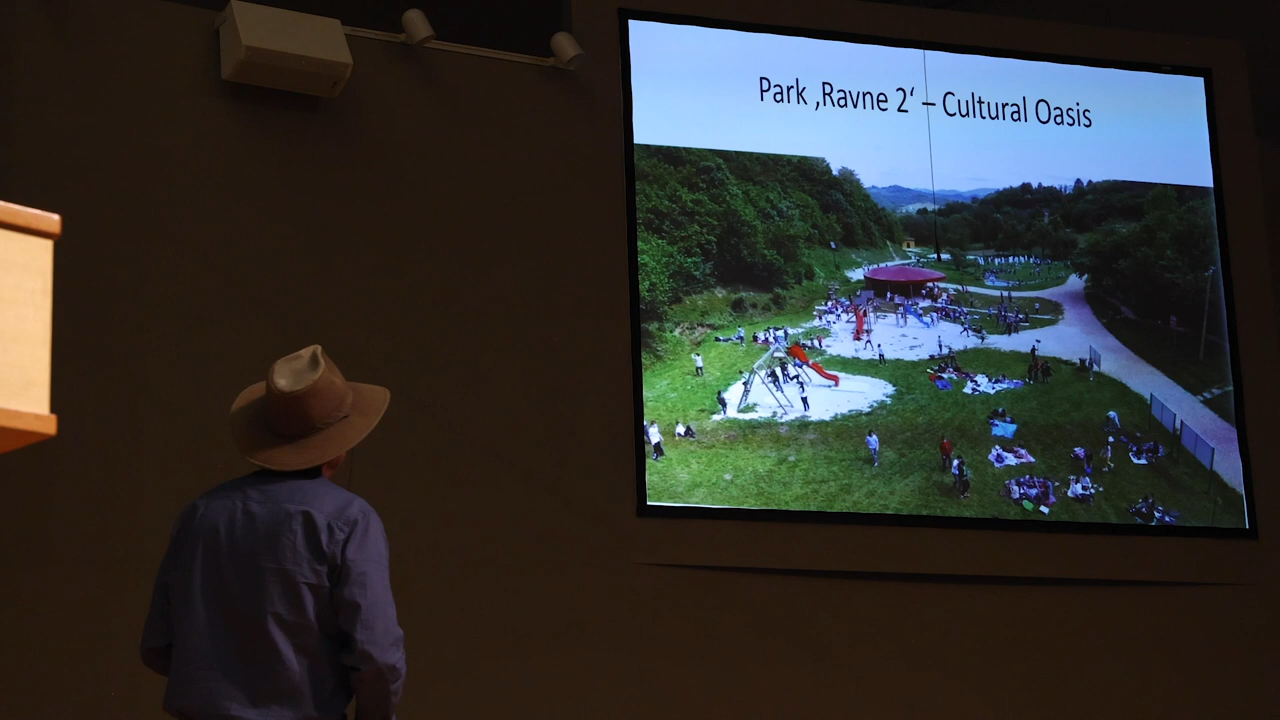 Park ‚Ravne 2‘ – Cultural Oasis